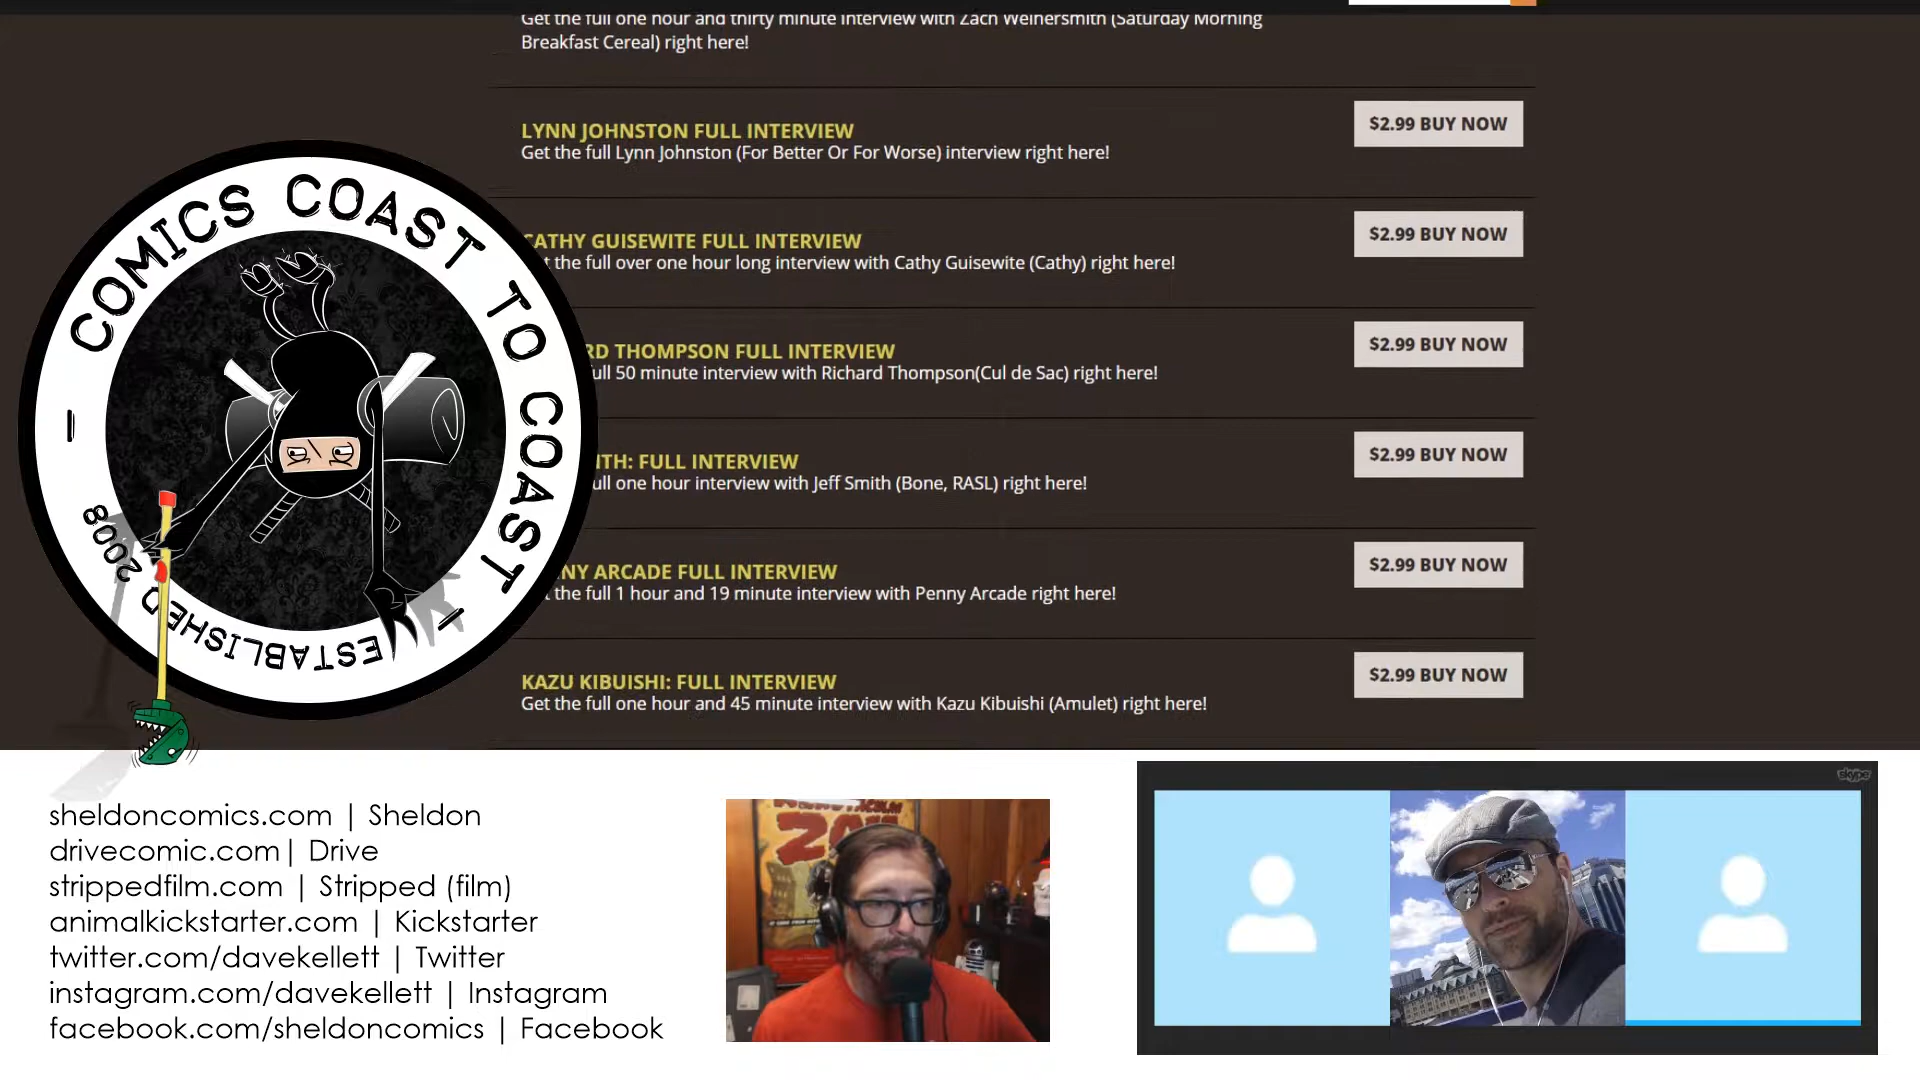 Get the full one hour and thirty minute interview with Zach Weinersmith (Saturday Morning
Breakfast Cereal) right here!
LYNN JOHNSTON FULL INTERVIEW
Get the full Lynn Johnston (For Better Or For Worse) interview right here!
$2.99 BUY NOW
CATHY GUISEWITE FULL INTERVIEW
the full over one hour long interview with Cathy Guisewite (Cathy) right here!
$2.99 BUY NOW
RD THOMPSON FULL INTERVIEW
ull 50 minute interview with Richard Thompson(Cul de Sac) right here!
$2.99 BUY NOW
ITH: FULL INTERVIEW
ull one hour interview with Jeff Smith (Bone, RASL) right here!
$2.99 BUY NOW
NY ARCADE FULL INTERVIEW
the full 1 hour and 19 minute interview with Penny Arcade right here!
$2.99 BUY NOW
KAZU KIBUISHI: FULL INTERVIEW
Get the full one hour and 45 minute interview with Kazu Kibuishi (Amulet) right here!
$2.99 BUY NOW
- COMICS COAST TO COAST -
ESTABLISHED 2008
sheldoncomics.com | Sheldon
drivecomic.com| Drive
strippedfilm.com | Stripped (film)
animalkickstarter.com | Kickstarter
twitter.com/davekellett | Twitter
instagram.com/davekellett | Instagram
facebook.com/sheldoncomics | Facebook
skype